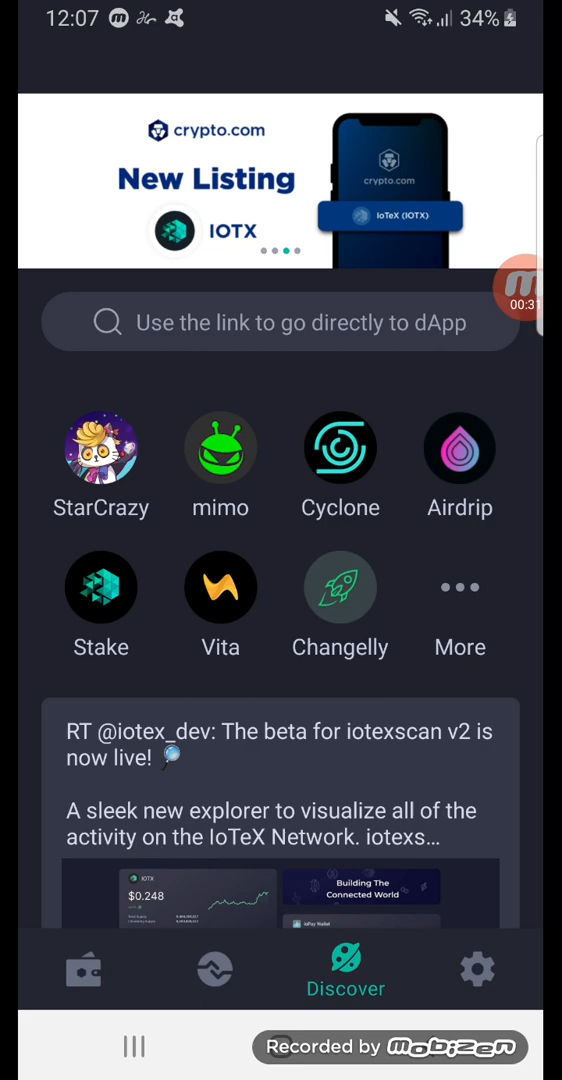 12:07
34%
crypto.com
New Listing
IOTX
crypto.com
IoTeX (IOTX)
00:31
Use the link to go directly to dApp
StarCrazy
mimo
Cyclone
Airdrip
Stake
Vita
Changelly
More
RT @iotex_dev: The beta for iotexscan v2 is
now live! 🔎
A sleek new explorer to visualize all of the
activity on the IoTeX Network. iotexs...
IOTX
$0.248
Building The
Connected World
ioPay Wallet
Discover
Recorded by mobizen